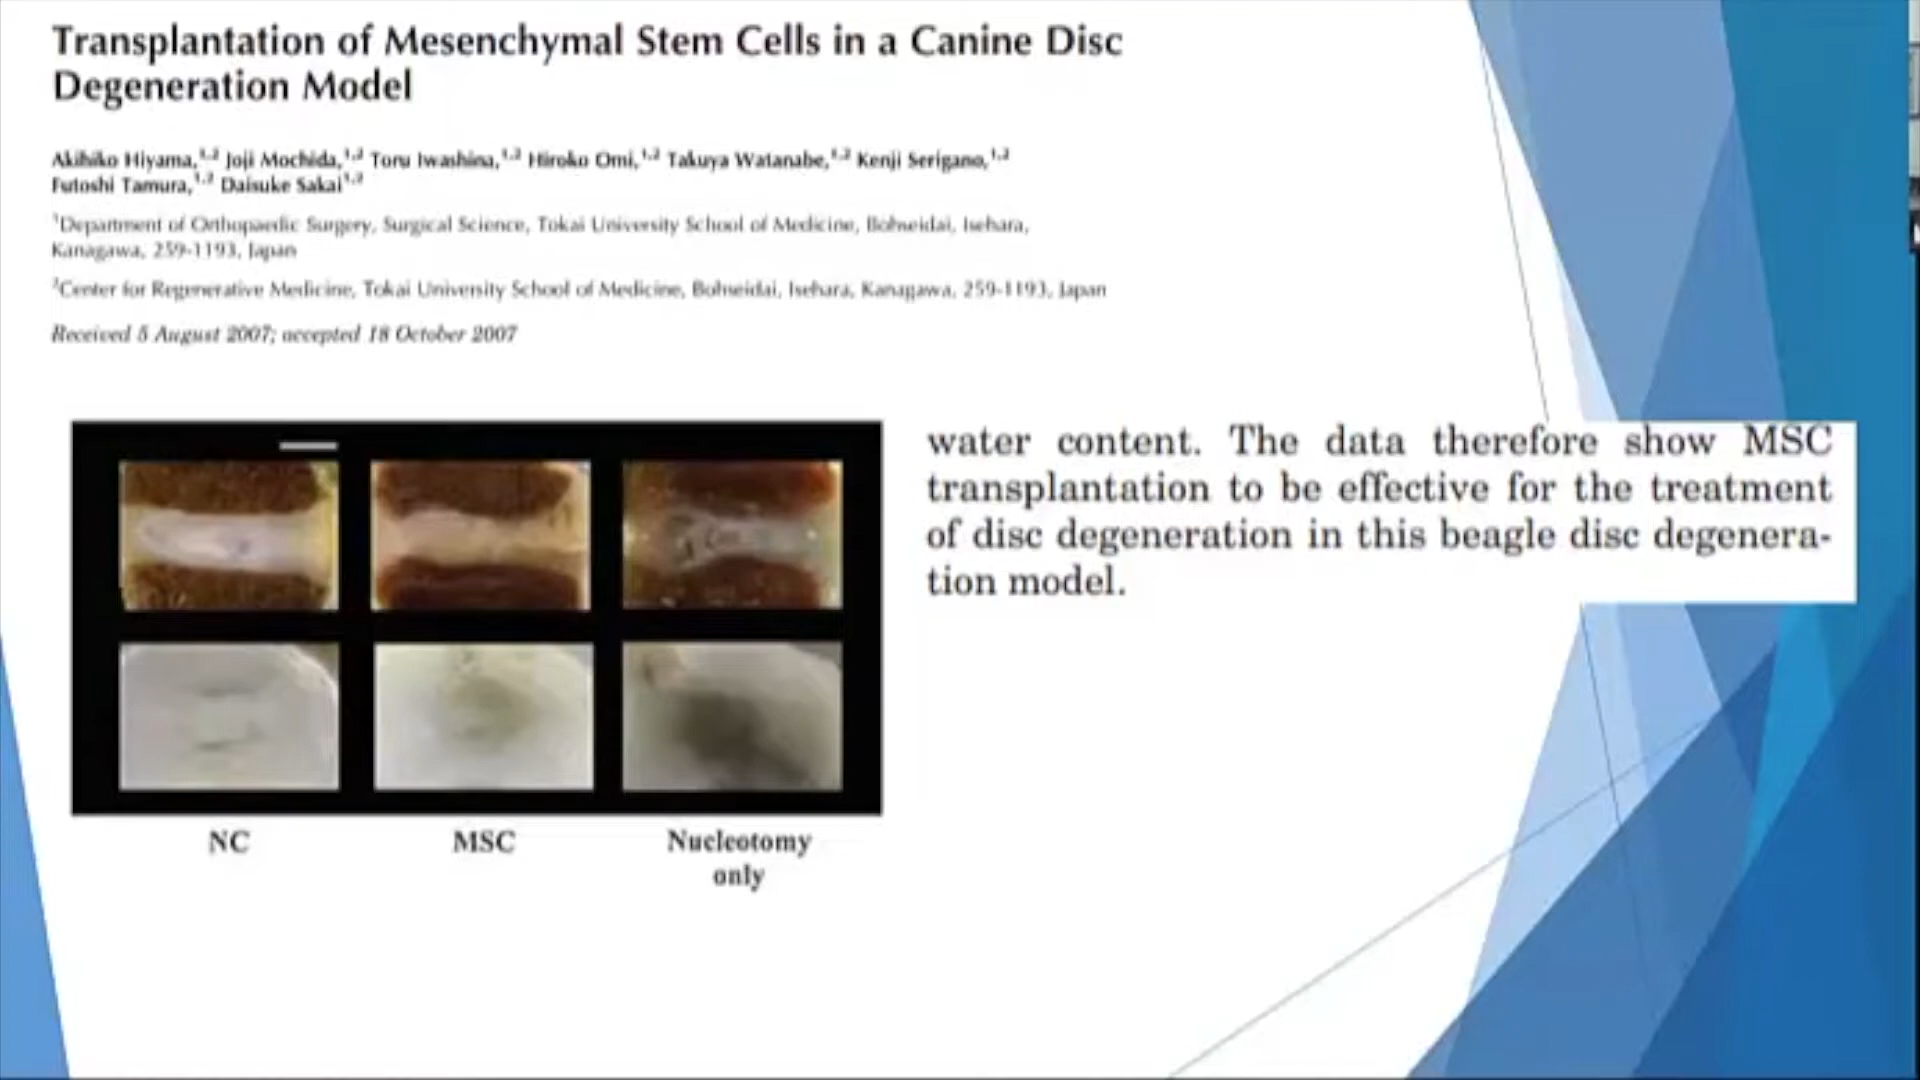 Transplantation of Mesenchymal Stem Cells in a Canine Disc
Degeneration Model
Akihiko Hiyama,1,2 Joji Mochida,1,2 Toru Iwashina,1,2 Hiroko Omi,1,2 Takuya Watanabe,1,2 Kenji Serigano,1,2
Futoshi Tamura,1,2 Daisuke Sakai1,2
1Department of Orthopaedic Surgery, Surgical Science, Tokai University School of Medicine, Bohseidai, Isehara,
Kanagawa, 259-1193, Japan
2Center for Regenerative Medicine, Tokai University School of Medicine, Bohseidai, Isehara, Kanagawa, 259-1193, Japan
Received 5 August 2007; accepted 18 October 2007
water content. The data therefore show MSC
transplantation to be effective for the treatment
of disc degeneration in this beagle disc degenera-
tion model.
NC MSC Nucleotomy
only